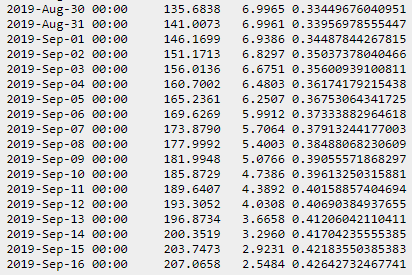 2019-Aug-30 00:00 135.6838 6.9965 0.33449676040951
2019-Aug-31 00:00 141.0073 6.9961 0.33956978555447
2019-Sep-01 00:00 146.1699 6.9386 0.34487844267815
2019-Sep-02 00:00 151.1713 6.8297 0.35037378040466
2019-Sep-03 00:00 156.0136 6.6751 0.35600939100811
2019-Sep-04 00:00 160.7002 6.4803 0.36174179215438
2019-Sep-05 00:00 165.2361 6.2507 0.36753064341725
2019-Sep-06 00:00 169.6269 5.9912 0.37333882964618
2019-Sep-07 00:00 173.8790 5.7064 0.37913244177003
2019-Sep-08 00:00 177.9992 5.4003 0.38488068230609
2019-Sep-09 00:00 181.9948 5.0766 0.39055571868297
2019-Sep-10 00:00 185.8729 4.7386 0.39613250315881
2019-Sep-11 00:00 189.6407 4.3892 0.40158857404694
2019-Sep-12 00:00 193.3052 4.0308 0.40690384937655
2019-Sep-13 00:00 196.8734 3.6658 0.41206042110411
2019-Sep-14 00:00 200.3519 3.2960 0.41704235555385
2019-Sep-15 00:00 203.7473 2.9231 0.42183550385383
2019-Sep-16 00:00 207.0658 2.5484 0.42642732467741